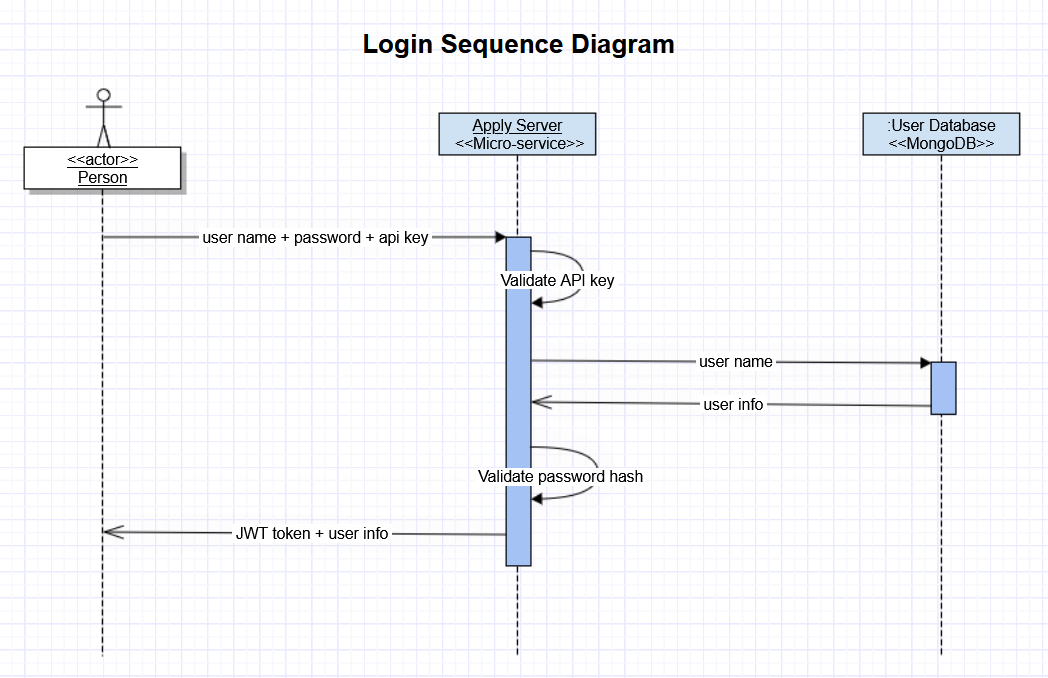 Login Sequence Diagram
<<actor>>
Person
Apply Server
<<Micro-service>>
:User Database
<<MongoDB>>
user name + password + api key
Validate API key
user name
user info
Validate password hash
JWT token + user info